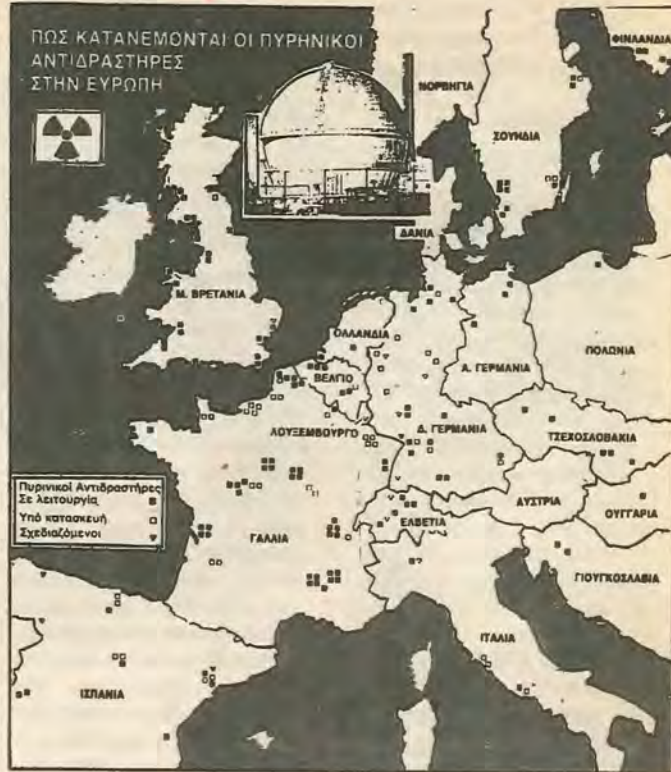 ΠΩΣ ΚΑΤΑΝΕΜΟΝΤΑΙ ΟΙ ΠΥΡΗΝΙΚΟΙ
ΑΝΤΙΔΡΑΣΤΗΡΕΣ
ΣΤΗΝ ΕΥΡΩΠΗ
ΦΙΝΛΑΝΔΙΑ
ΝΟΡΒΗΓΙΑ
ΣΟΥΗΔΙΑ
ΔΑΝΙΑ
Μ. ΒΡΕΤΑΝΙΑ
ΟΛΛΑΝΔΙΑ
ΠΟΛΩΝΙΑ
Α. ΓΕΡΜΑΝΙΑ
ΒΕΛΓΙΟ
ΛΟΥΞΕΜΒΟΥΡΓΟ
Δ. ΓΕΡΜΑΝΙΑ
ΤΣΕΧΟΣΛΟΒΑΚΙΑ
Πυρινικοί Αντιδραστήρες
Σε λειτουργία
Υπό κατασκευή
Σχεδιαζόμενοι
ΑΥΣΤΡΙΑ
ΟΥΓΓΑΡΙΑ
ΕΛΒΕΤΙΑ
ΓΑΛΛΙΑ
ΓΙΟΥΓΚΟΣΛΑΒΙΑ
ΙΤΑΛΙΑ
ΙΣΠΑΝΙΑ